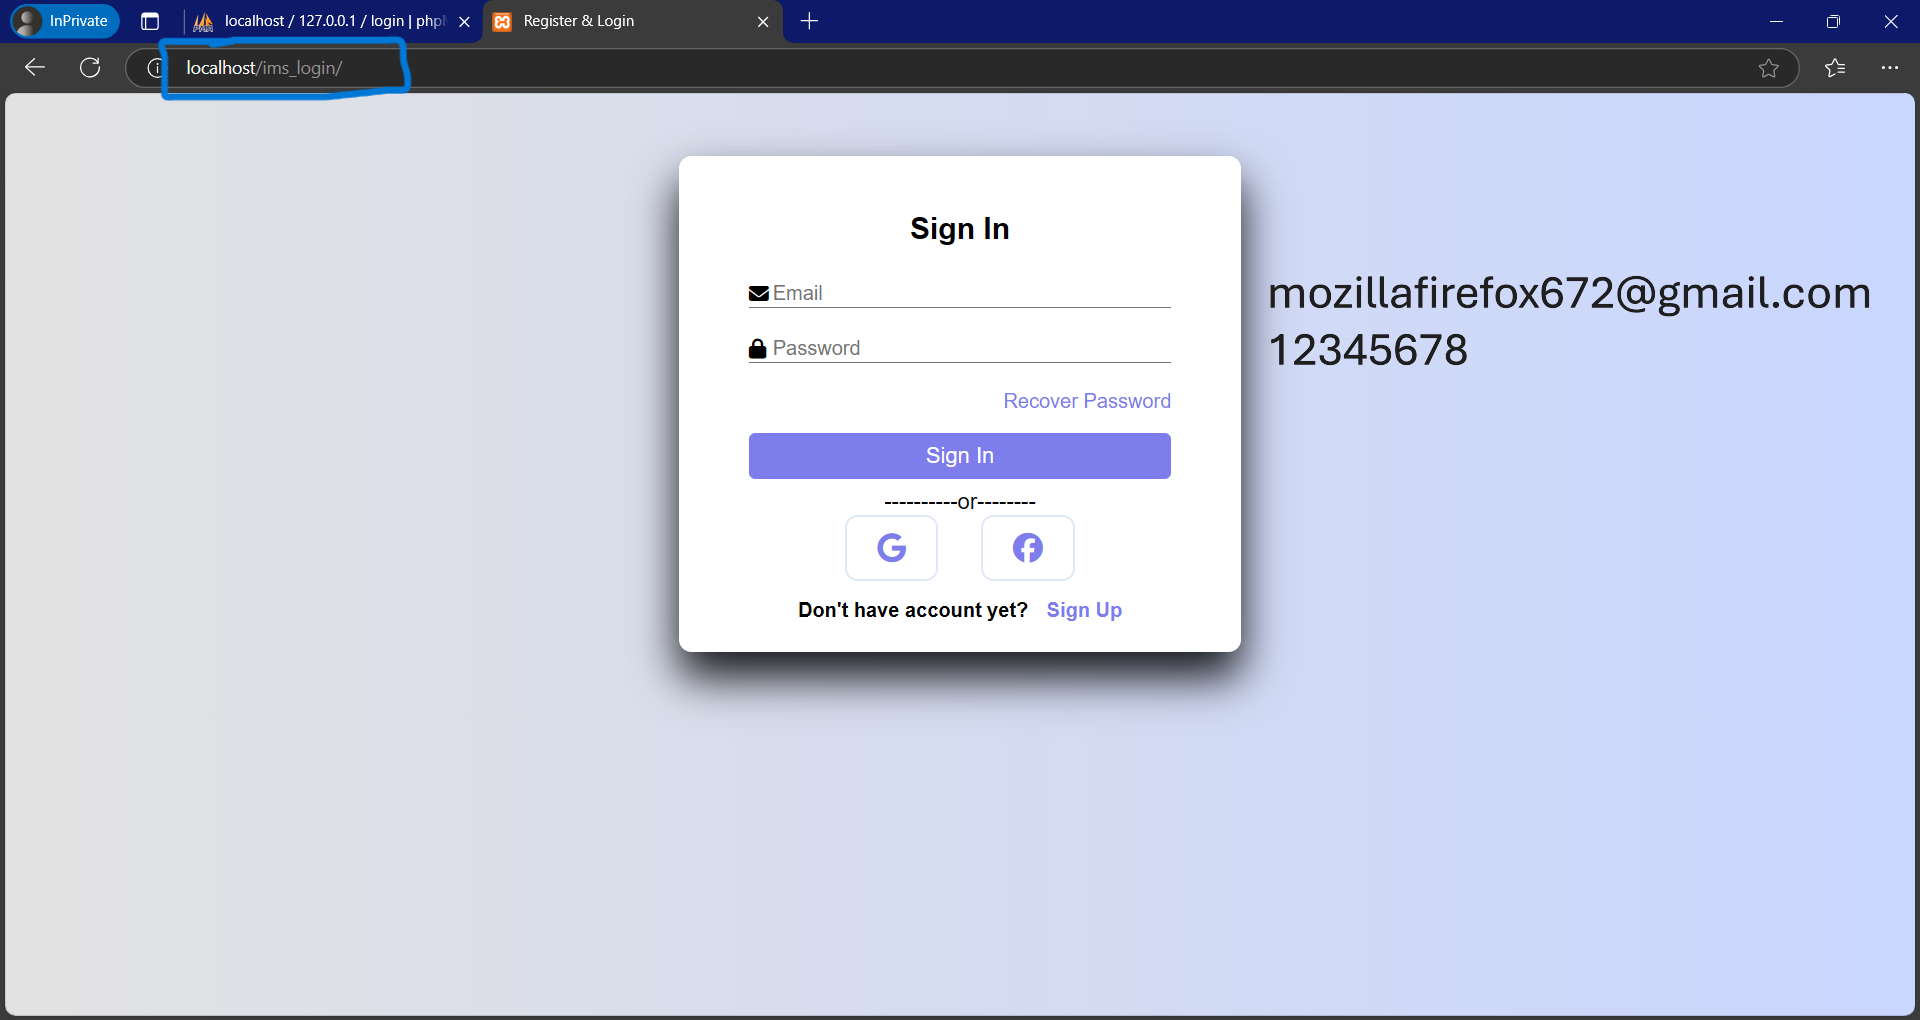 InPrivate
localhost / 127.0.0.1 / login | php
Register & Login
localhost/ims_login/
Sign In
Email
mozillafirefox672@gmail.com
Password
12345678
Recover Password
Sign In
----------or--------
Don't have account yet? Sign Up